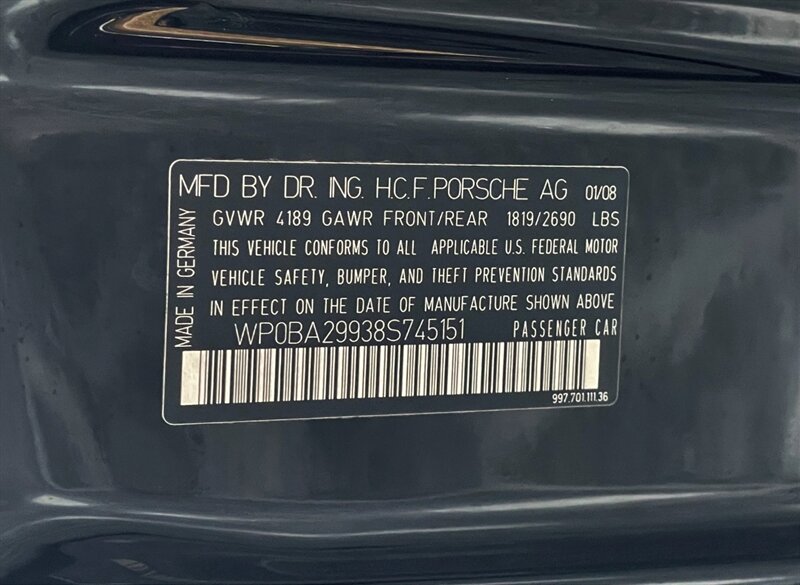 MFD BY DR. ING. H.C.F. PORSCHE AG 01/08
GVWR 4189 GAWR FRONT/REAR 1819/2690 LBS
THIS VEHICLE CONFORMS TO ALL APPLICABLE U.S. FEDERAL MOTOR
VEHICLE SAFETY, BUMPER, AND THEFT PREVENTION STANDARDS
IN EFFECT ON THE DATE OF MANUFACTURE SHOWN ABOVE
WP0BA29938S745151 PASSENGER CAR
997.701.111.36
MADE IN GERMANY